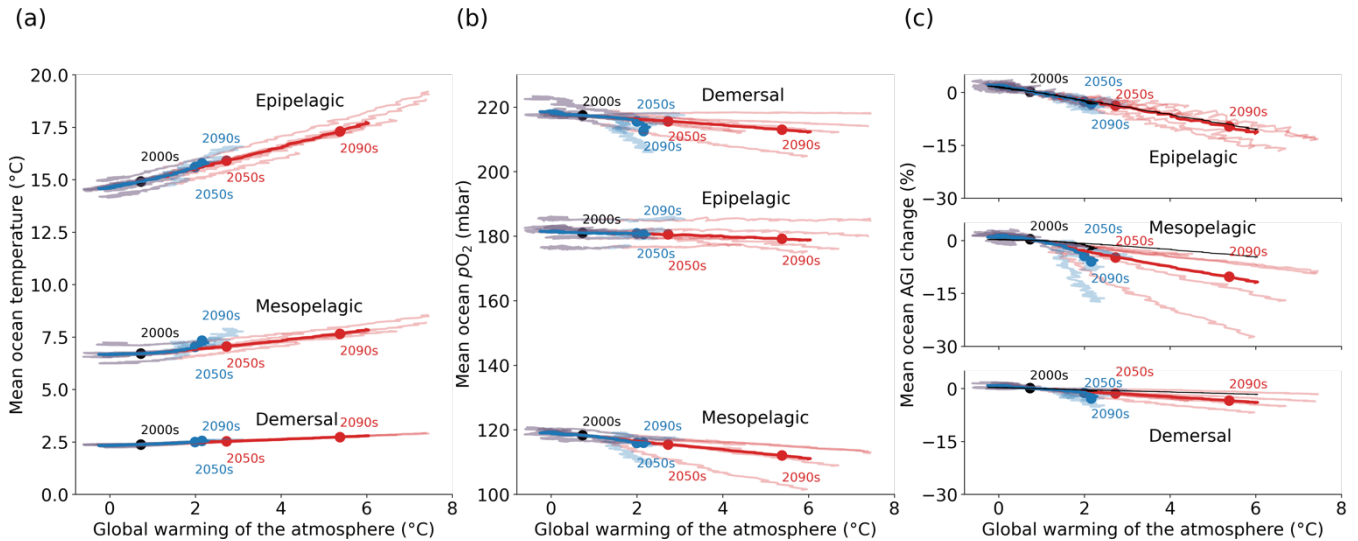 (a)
(b)
(c)
Mean ocean temperature (°C)
20.0
17.5
15.0
12.5
10.0
7.5
5.0
2.5
0.0
Epipelagic
2000s
2090s
2050s
2050s
2090s
Mesopelagic
2000s
2090s
2050s
2050s
2090s
Demersal
2000s
2090s
2090s
2050s
2050s
0
2
4
6
8
Global warming of the atmosphere (°C)
Mean ocean pO₂ (mbar)
220
200
180
160
140
120
100
Demersal
2000s
2050s
2050s
2090s
2090s
Epipelagic
2000s
2090s
2050s
2050s
2090s
Mesopelagic
2000s
2090s
2050s
2050s
2090s
0
2
4
6
8
Global warming of the atmosphere (°C)
Mean ocean AGI change (%)
0
−15
−30
2000s
2050s
2050s
2090s
2090s
Epipelagic
0
−15
−30
Mesopelagic
2000s
2050s
2050s
2090s
2090s
0
−15
−30
2000s
2050s
2050s
2090s
2090s
Demersal
0
2
4
6
8
Global warming of the atmosphere (°C)